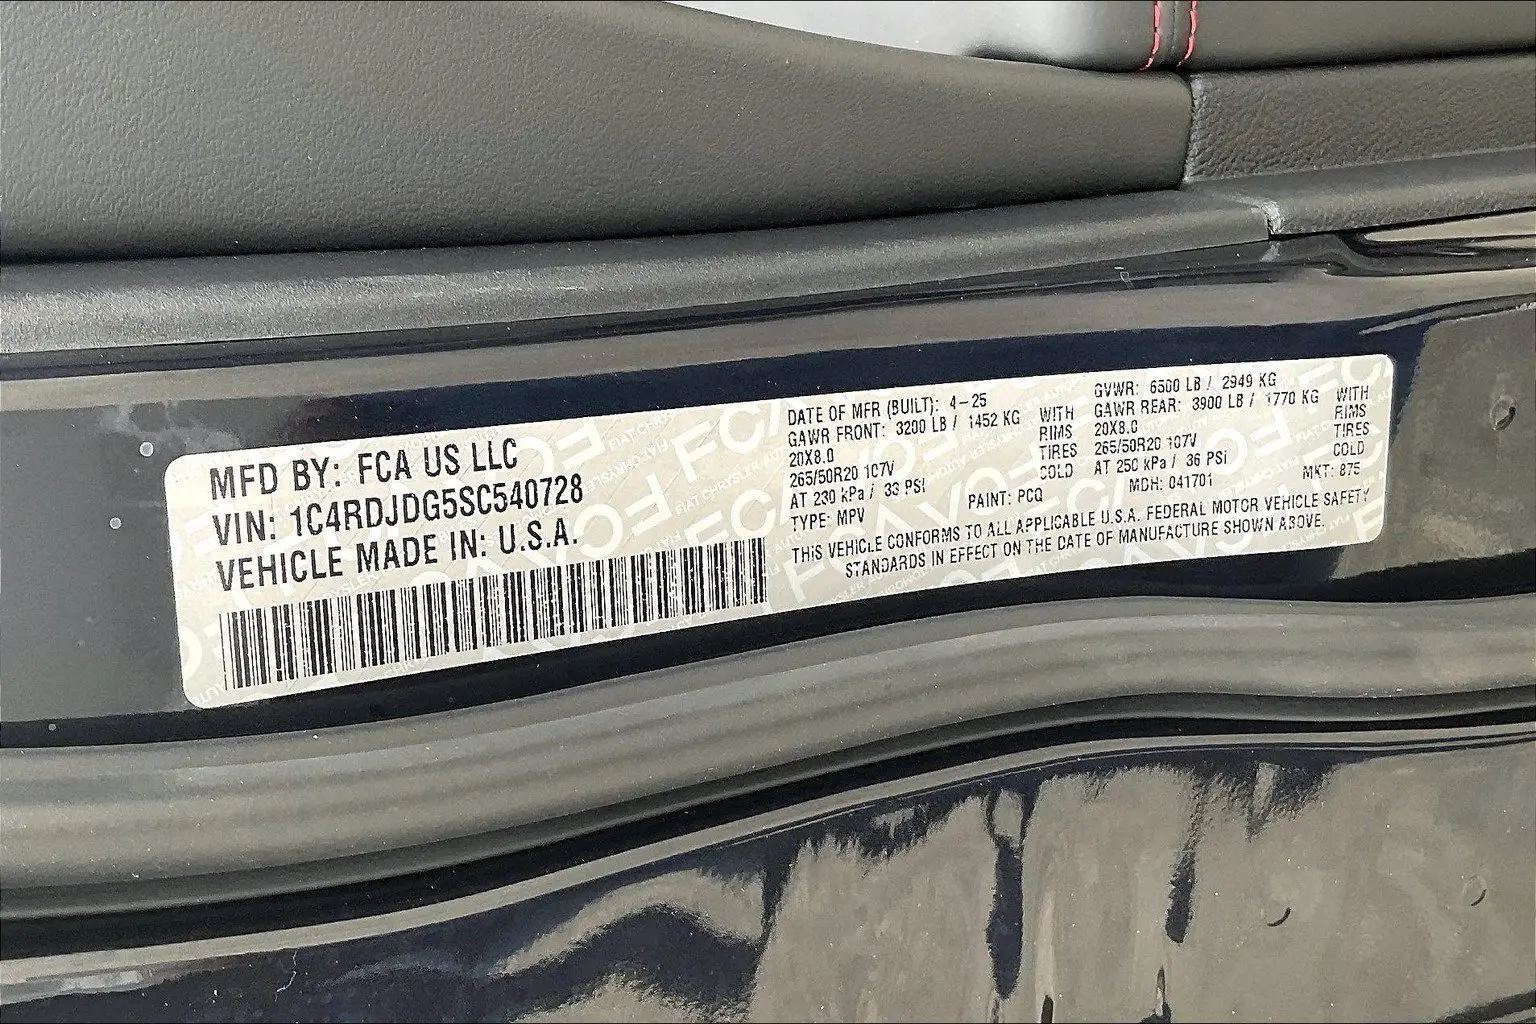 MFD BY: FCA US LLC
VIN: 1C4RDJDG5SC540728
VEHICLE MADE IN: U.S.A.
DATE OF MFR (BUILT): 4-25 GVWR: 6500 LB / 2949 KG
GAWR FRONT: 3200 LB / 1452 KG WITH GAWR REAR: 3900 LB / 1770 KG WITH
20X8.0 RIMS 20X8.0 RIMS
265/50R20 107V TIRES 265/50R20 107V TIRES
AT 230 kPa / 33 PSI COLD AT 250 kPa / 36 PSI COLD
TYPE: MPV PAINT: PCQ MDH: 041701 MKT: 875
THIS VEHICLE CONFORMS TO ALL APPLICABLE U.S.A. FEDERAL MOTOR VEHICLE SAFETY
STANDARDS IN EFFECT ON THE DATE OF MANUFACTURE SHOWN ABOVE.